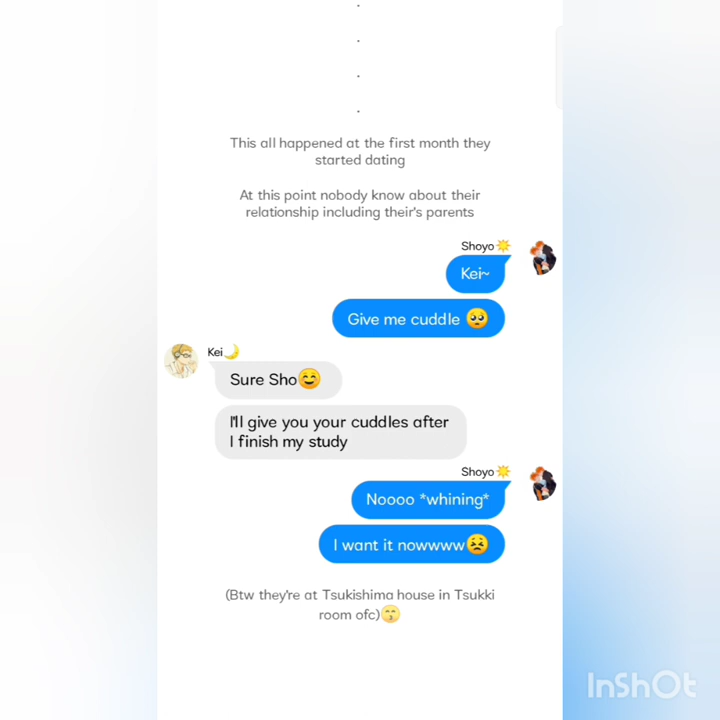 .
.
.
.
This all happened at the first month they
started dating
At this point nobody know about their
relationship including their's parents
Shoyo☀️
Kei~
Give me cuddle 🥺
Kei🌙
Sure Sho😊
I'll give you your cuddles after
I finish my study
Shoyo☀️
Noooo *whining*
I want it nowwww😣
(Btw they're at Tsukishima house in Tsukki
room ofc)😙
InShOt